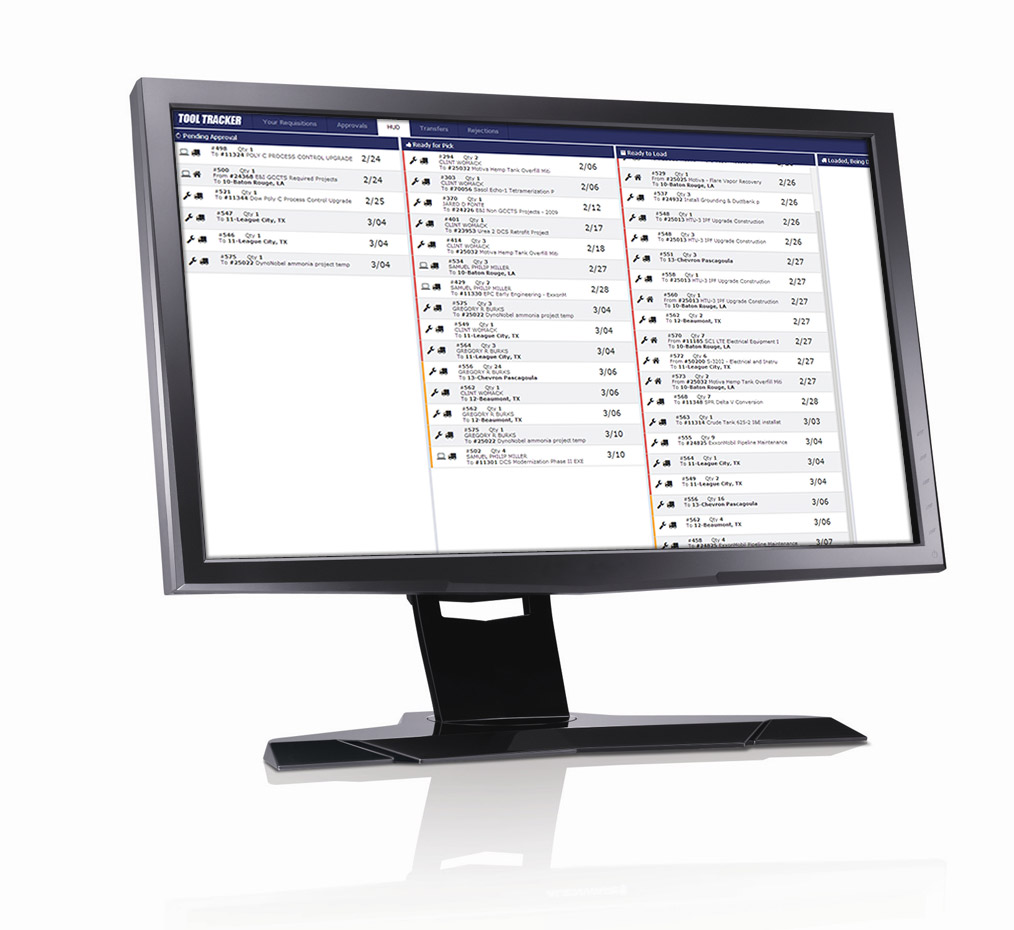 TOOL TRACKER
Your Requisitions
Approvals
HUD
Transfers
Rejections
Pending Approval
#498 Qty 1
To #11324 POLY C PROCESS CONTROL UPGRADE
2/24
#500 Qty 1
From #24368 E&I GCCTS Required Projects
To 10-Baton Rouge, LA
2/24
#521 Qty 1
To #11344 Dow Poly-C Process Control Upgrade
2/25
#547 Qty 1
To 11-League City, TX
3/04
#546 Qty 1
To 11-League City, TX
3/04
#575 Qty 1
To #25022 DynoNobel ammonia project temp
3/04
Ready for Pick
#294 Qty 2
CLINT WOMACK
To #25032 Motiva Hemp Tank Overfill Miti
2/06
#303 Qty 1
CLINT WOMACK
To #70056 Sasol Echo-1 Tetramerization P
2/06
#370 Qty 1
JARED D PONTE
To #24226 E&I Non GCCTS Projects - 2009
2/12
#401 Qty 1
CLINT WOMACK
To #23953 Urea 2 DCS Retrofit Project
2/17
#414 Qty 3
CLINT WOMACK
To #25032 Motiva Hemp Tank Overfill Miti
2/18
#534 Qty 3
SAMUEL PHILIP MILLER
To 10-Baton Rouge, LA
2/27
#429 Qty 2
SAMUEL PHILIP MILLER
To #11330 EPC Early Engineering - ExxonM
2/28
#575 Qty 3
GREGORY R BURKS
To #25022 DynoNobel ammonia project temp
3/04
#549 Qty 1
CLINT WOMACK
To 11-League City, TX
3/04
#564 Qty 3
GREGORY R BURKS
To 11-League City, TX
3/04
#556 Qty 24
GREGORY R BURKS
To 13-Chevron Pascagoula
3/06
#562 Qty 1
CLINT WOMACK
To 12-Beaumont, TX
3/06
#562 Qty 1
GREGORY R BURKS
To 12-Beaumont, TX
3/06
#575 Qty 4
GREGORY R BURKS
To #25022 DynoNobel ammonia project temp
3/10
#502 Qty 4
SAMUEL PHILIP MILLER
To #11301 DCS Modernization Phase II EXE
3/10
Ready to Load
#529 Qty 1
From #25025 Motiva - Flare Vapor Recovery
To 10-Baton Rouge, LA
2/26
#537 Qty 3
To #24932 Install Grounding & Ductbank p
2/26
#548 Qty 1
To #25013 HTU-3 IPF Upgrade Construction
2/26
#548 Qty 3
To #25013 HTU-3 IPF Upgrade Construction
2/26
#551 Qty 3
To 13-Chevron Pascagoula
2/27
#558 Qty 1
To #25013 HTU-3 IPF Upgrade Construction
2/27
#560 Qty 1
From #25013 HTU-3 IPF Upgrade Construction
To 10-Baton Rouge, LA
2/27
#562 Qty 2
To 12-Beaumont, TX
2/27
#570 Qty 7
From #11185 SC1 LTE Electrical Equipment I
To 10-Baton Rouge, LA
2/27
#572 Qty 6
From #50200 S-3202 - Electrical and Instru
To 10-Baton Rouge, LA
2/27
#573 Qty 2
From #25032 Motiva Hemp Tank Overfill Miti
To 10-Baton Rouge, LA
2/27
#568 Qty 7
To #11348 SPR Delta V Conversion
2/28
#563 Qty 1
To #11314 Crude Tank 625-2 I&E installat
3/03
#555 Qty 9
To #24825 ExxonMobil Pipeline Maintenance
3/04
#564 Qty 1
To 11-League City, TX
3/04
#549 Qty 2
To 11-League City, TX
3/04
#556 Qty 16
To 13-Chevron Pascagoula
3/06
#562 Qty 4
To 12-Beaumont, TX
3/06
#458 Qty 4
To #24825 ExxonMobil Pipeline Maintenance
3/07
Loaded, Being D